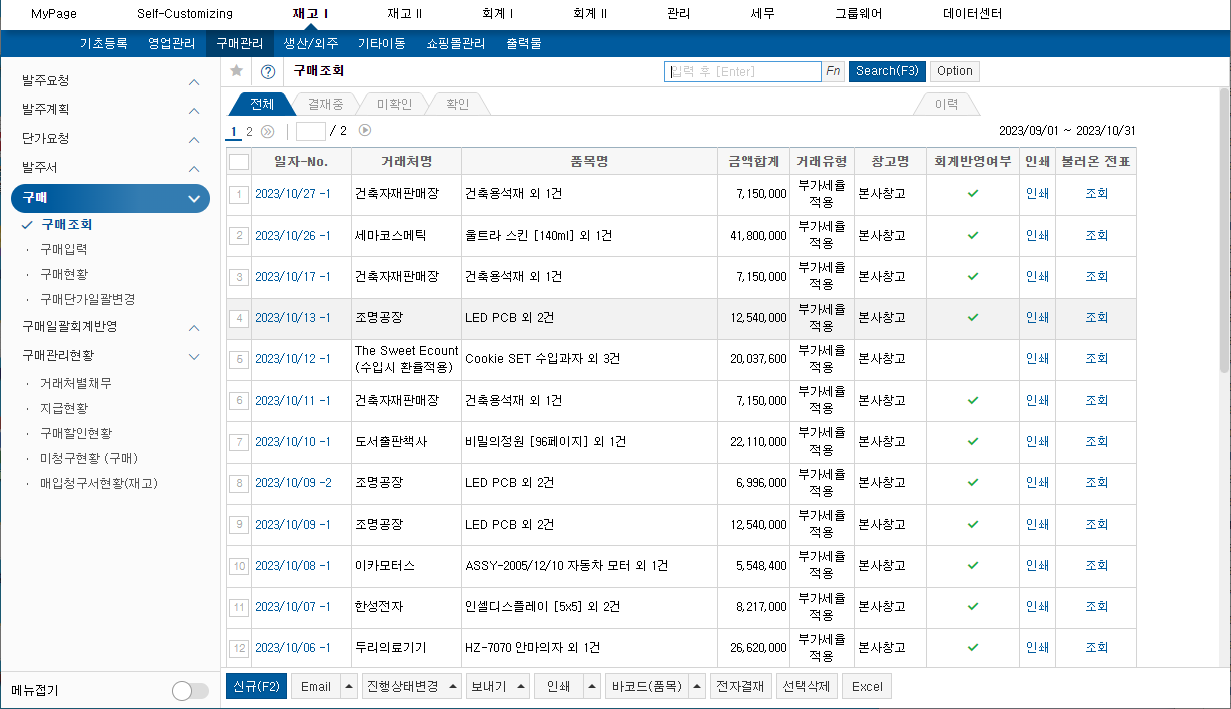 MyPage Self-Customizing 재고 I 재고 II 회계 I 회계 II 관리 세무 그룹웨어 데이터센터
기초등록 영업관리 구매관리 생산/외주 기타이동 쇼핑몰관리 출력물
발주요청
발주계획
단가요청
발주서
구매
구매조회
구매입력
구매현황
구매단가일괄변경
구매일괄회계반영
구매관리현황
거래처별채무
지급현황
구매할인현황
미청구현황 (구매)
매입청구서현황(재고)
메뉴접기
구매조회 입력 후 [Enter] Fn Search(F3) Option
전체 결재중 미확인 확인 이력
1 2 / 2 2023/09/01 ~ 2023/10/31
일자-No. 거래처명 품목명 금액합계 거래유형 창고명 회계반영여부 인쇄 불러온 전표
1 2023/10/27 -1 건축자재판매장 건축용석재 외 1건 7,150,000 부가세율 적용 본사창고 인쇄 조회
2 2023/10/26 -1 세마코스메틱 울트라 스킨 [140ml] 외 1건 41,800,000 부가세율 적용 본사창고 인쇄 조회
3 2023/10/17 -1 건축자재판매장 건축용석재 외 1건 7,150,000 부가세율 적용 본사창고 인쇄 조회
4 2023/10/13 -1 조명공장 LED PCB 외 2건 12,540,000 부가세율 적용 본사창고 인쇄 조회
5 2023/10/12 -1 The Sweet Ecount (수입시 환율적용) Cookie SET 수입과자 외 3건 20,037,600 부가세율 적용 본사창고 인쇄 조회
6 2023/10/11 -1 건축자재판매장 건축용석재 외 1건 7,150,000 부가세율 적용 본사창고 인쇄 조회
7 2023/10/10 -1 도서출판책사 비밀의정원 [96페이지] 외 1건 22,110,000 부가세율 적용 본사창고 인쇄 조회
8 2023/10/09 -2 조명공장 LED PCB 외 2건 6,996,000 부가세율 적용 본사창고 인쇄 조회
9 2023/10/09 -1 조명공장 LED PCB 외 2건 12,540,000 부가세율 적용 본사창고 인쇄 조회
10 2023/10/08 -1 이카모터스 ASSY-2005/12/10 자동차 모터 외 1건 5,548,400 부가세율 적용 본사창고 인쇄 조회
11 2023/10/07 -1 한성전자 인셀디스플레이 [5x5] 외 2건 8,217,000 부가세율 적용 본사창고 인쇄 조회
12 2023/10/06 -1 두리의료기기 HZ-7070 안마의자 외 1건 26,620,000 부가세율 적용 본사창고 인쇄 조회
신규(F2) Email 진행상태변경 보내기 인쇄 바코드(품목) 전자결재 선택삭제 Excel